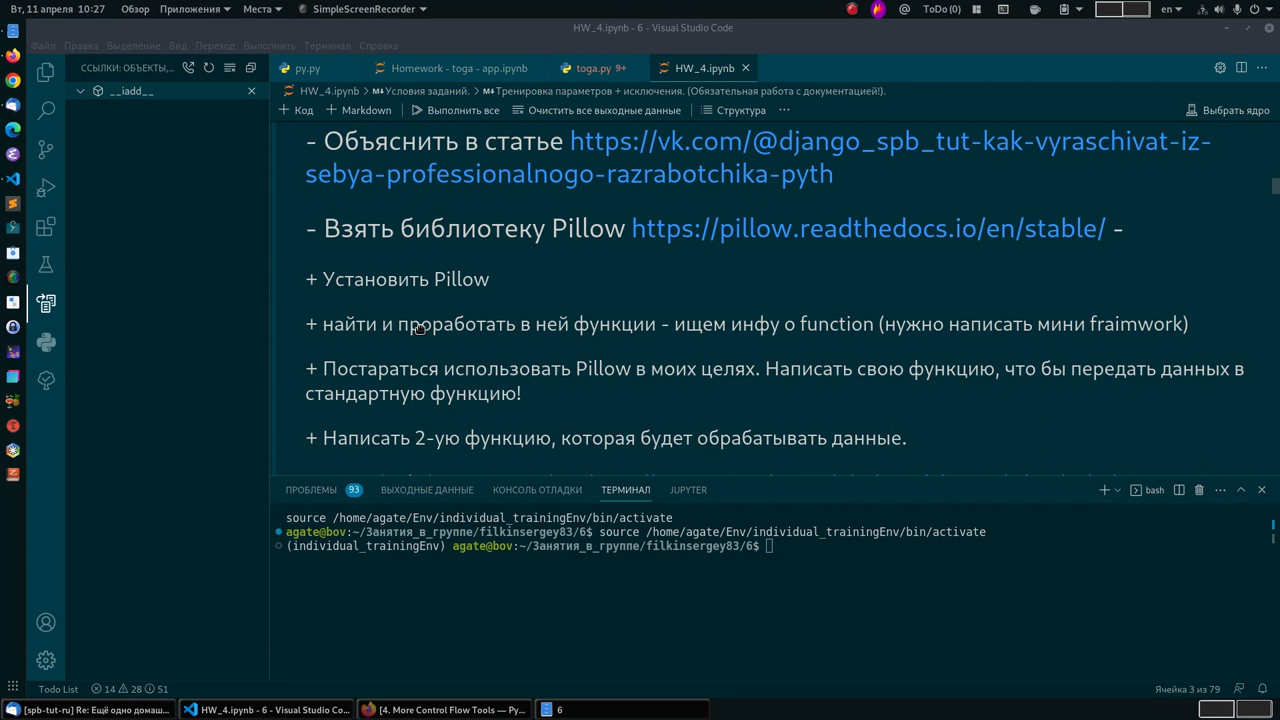 Вт, 11 апреля 10:27
Обзор
Приложения
Места
SimpleScreenRecorder
ToDo (0)
en
HW_4.ipynb - 6 - Visual Studio Code
Файл Правка Выделение Вид Переход Выполнить Терминал Справка
ССЫЛКИ: ОБЪЕКТЫ,...
__iadd__
py.py
Homework - toga - app.ipynb
toga.py 9+
HW_4.ipynb
HW_4.ipynb > Условия заданий. > Тренировка параметров + исключения. (Обязательная работа с документацией!).
Код
Markdown
Выполнить все
Очистить все выходные данные
Структура
Выбрать ядро
- Объяснить в статье https://vk.com/@django_spb_tut-kak-vyraschivat-iz-
sebya-professionalnogo-razrabotchika-pyth
- Взять библиотеку Pillow https://pillow.readthedocs.io/en/stable/ -
+ Установить Pillow
+ найти и проработать в ней функции - ищем инфу о function (нужно написать мини fraimwork)
+ Постараться использовать Pillow в моих целях. Написать свою функцию, что бы передать данных в
стандартную функцию!
+ Написать 2-ую функцию, которая будет обрабатывать данные.
ПРОБЛЕМЫ 93
ВЫХОДНЫЕ ДАННЫЕ
КОНСОЛЬ ОТЛАДКИ
ТЕРМИНАЛ
JUPYTER
bash
source /home/agate/Env/individual_trainingEnv/bin/activate
agate@bov:~/Занятия_в_группе/filkinsergey83/6$ source /home/agate/Env/individual_trainingEnv/bin/activate
(individual_trainingEnv) agate@bov:~/Занятия_в_группе/filkinsergey83/6$
Todo List
14 28 51
Ячейка 3 из 79
[spb-tut-ru] Re: Ещё одно домаш...
HW_4.ipynb - 6 - Visual Studio Co...
[4. More Control Flow Tools — Py...
6